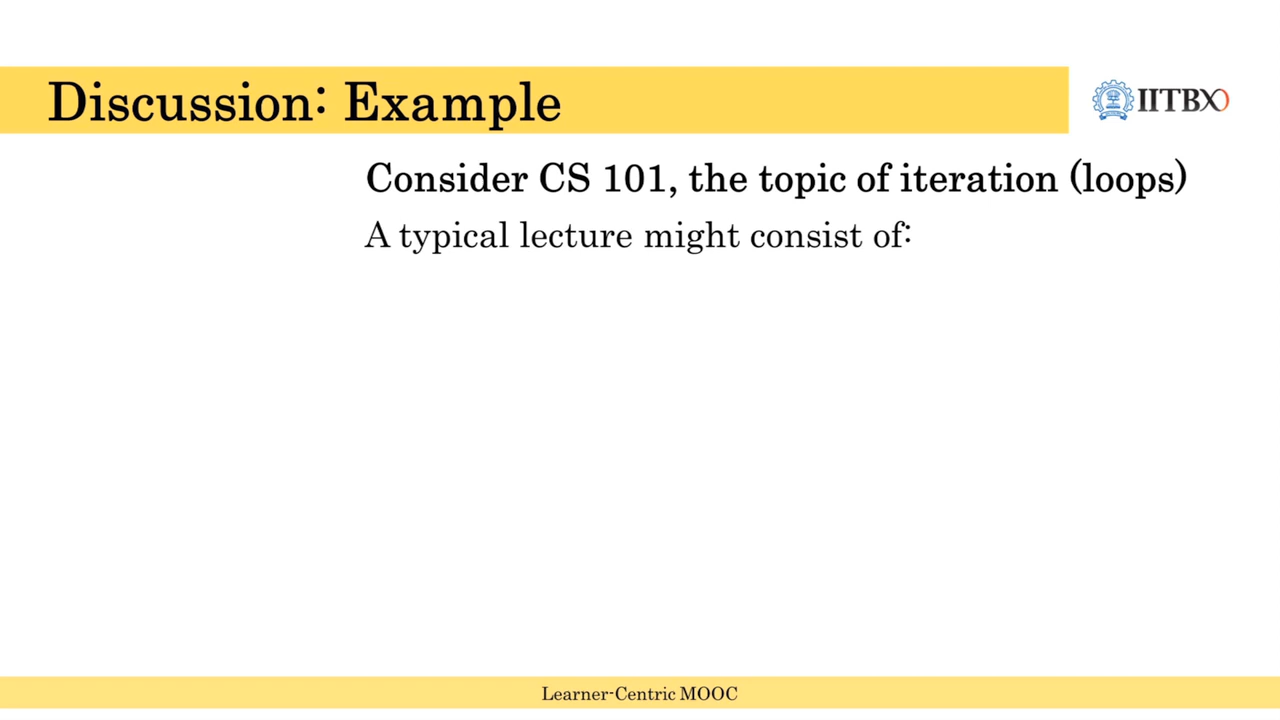 Discussion: Example
IITBX
Consider CS 101, the topic of iteration (loops)
A typical lecture might consist of:
Learner-Centric MOOC